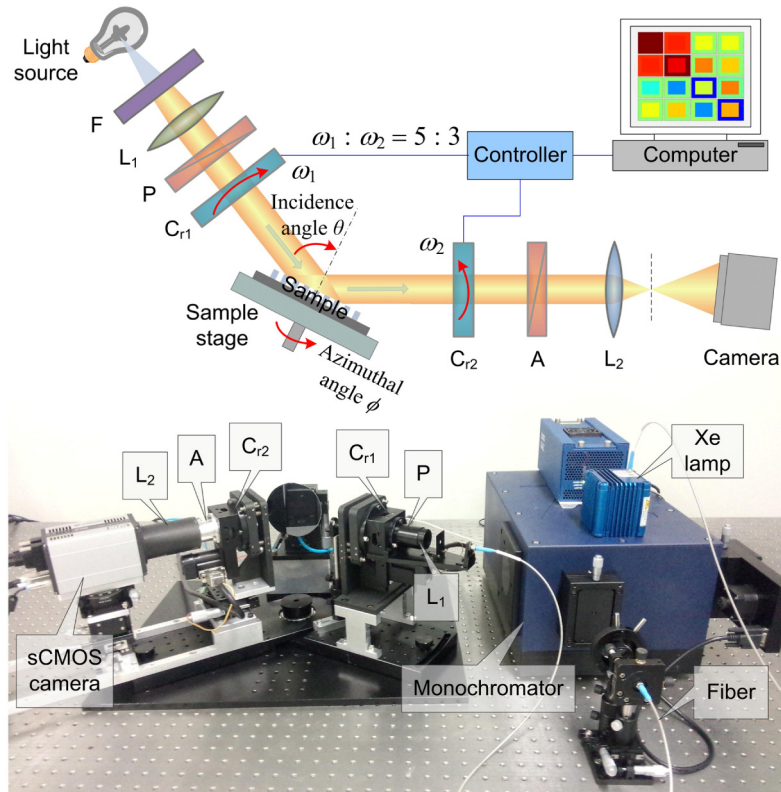 Light
source
F
L₁
P
Cr1
ω₁
ω₁ : ω₂ = 5 : 3
Controller
Computer
Incidence
angle θ
ω₂
Sample
Sample
stage
Azimuthal
angle ϕ
Cr2
A
L₂
Camera
L₂
A
Cr2
Cr1
P
Xe
lamp
L₁
sCMOS
camera
Monochromator
Fiber